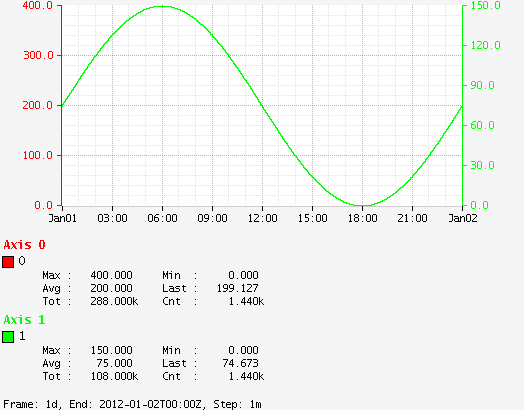 400.0 150.0
120.0
300.0
90.0
200.0
60.0
100.0
30.0
0.0 0.0
Jan01 03:00 06:00 09:00 12:00 15:00 18:00 21:00 Jan02
Axis 0
0
Max : 400.000 Min : 0.000
Avg : 200.000 Last : 199.127
Tot : 288.000k Cnt : 1.440k
Axis 1
1
Max : 150.000 Min : 0.000
Avg : 75.000 Last : 74.673
Tot : 108.000k Cnt : 1.440k
Frame: 1d, End: 2012-01-02T00:00Z, Step: 1m